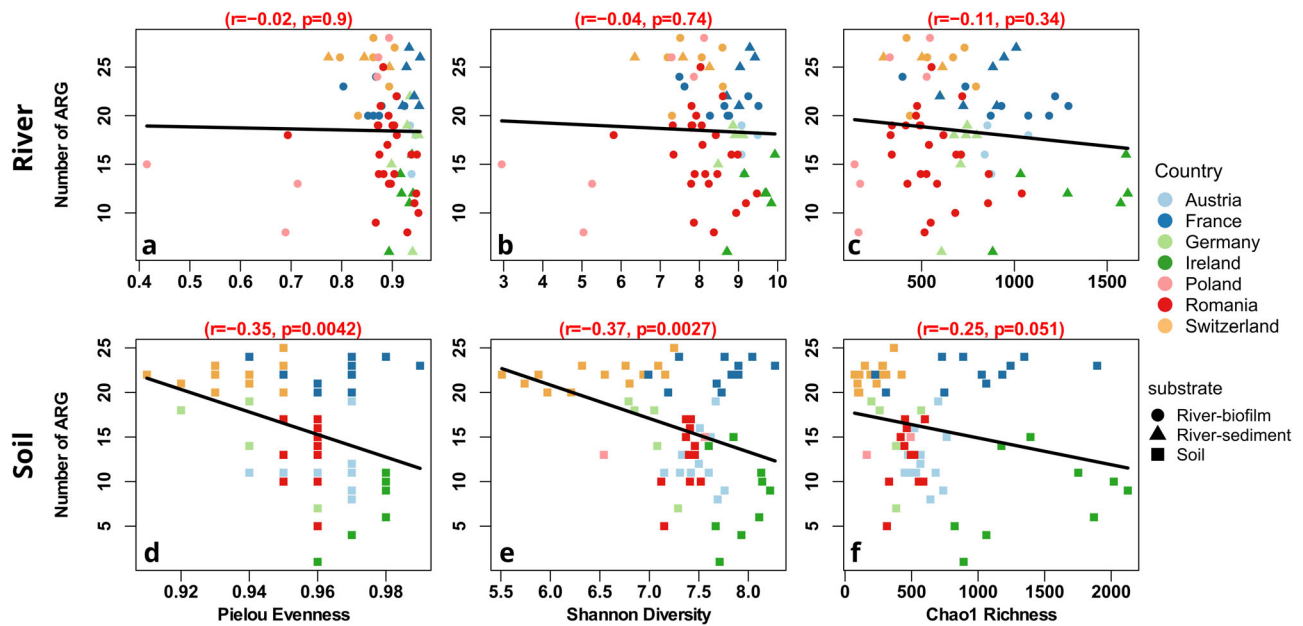 (r=−0.02, p=0.9)
(r=−0.04, p=0.74)
(r=−0.11, p=0.34)
River
Number of ARG
25
20
15
10
a
b
c
0.4 0.5 0.6 0.7 0.8 0.9
3 4 5 6 7 8 9 10
500 1000 1500
Country
Austria
France
Germany
Ireland
Poland
Romania
Switzerland
substrate
River-biofilm
River-sediment
Soil
(r=−0.35, p=0.0042)
(r=−0.37, p=0.0027)
(r=−0.25, p=0.051)
Soil
Number of ARG
25
20
15
10
5
d
e
f
0.92 0.94 0.96 0.98
5.5 6.0 6.5 7.0 7.5 8.0
0 500 1000 1500 2000
Pielou Evenness
Shannon Diversity
Chao1 Richness